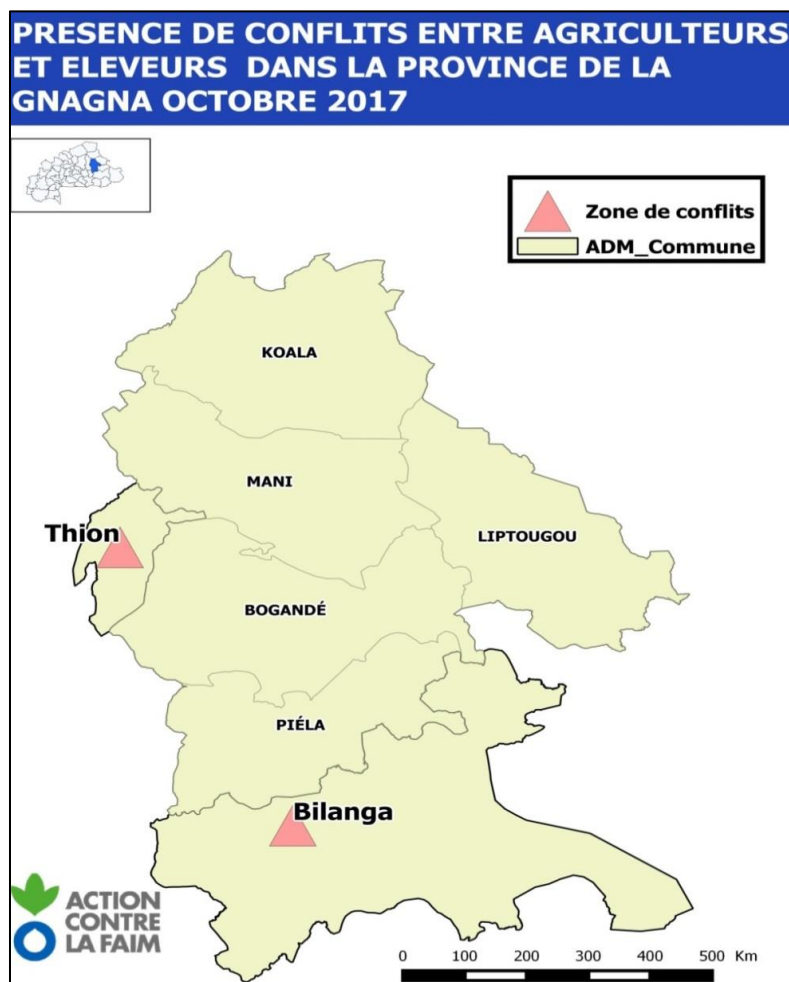 PRESENCE DE CONFLITS ENTRE AGRICULTEURS
ET ELEVEURS DANS LA PROVINCE DE LA
GNAGNA OCTOBRE 2017
Zone de conflits
ADM_Commune
KOALA
MANI
Thion
LIPTOUGOU
BOGANDÉ
PIÉLA
Bilanga
ACTION
CONTRE
LA FAIM
0 100 200 300 400 500 Km